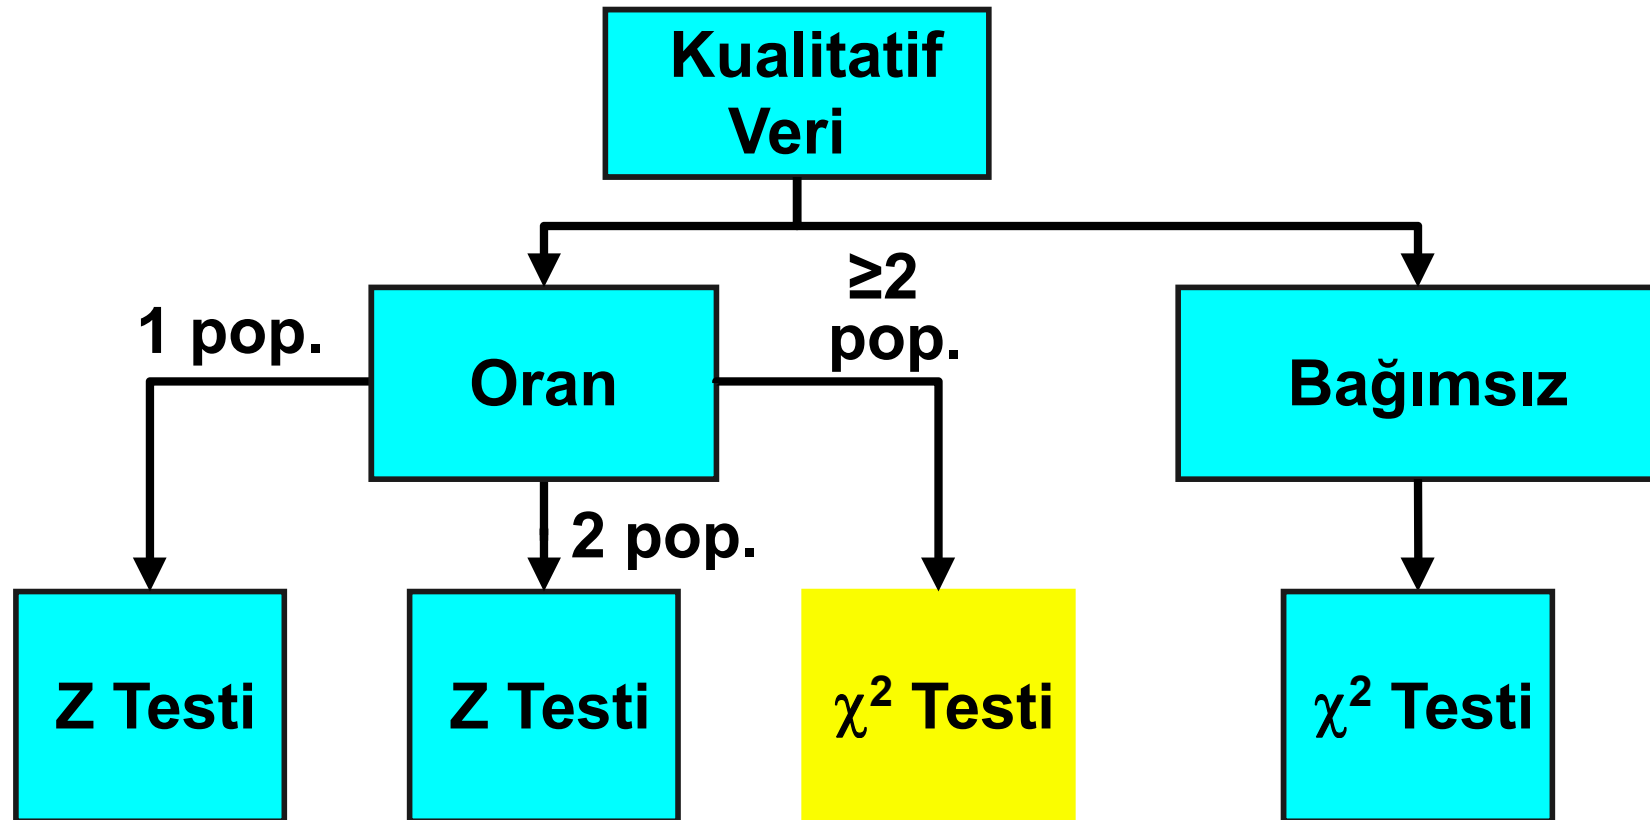 Kualitatif
Veri
≥2
pop.
1 pop.
Oran
Bağımsız
2 pop.
Z Testi
Z Testi
χ² Testi
χ² Testi